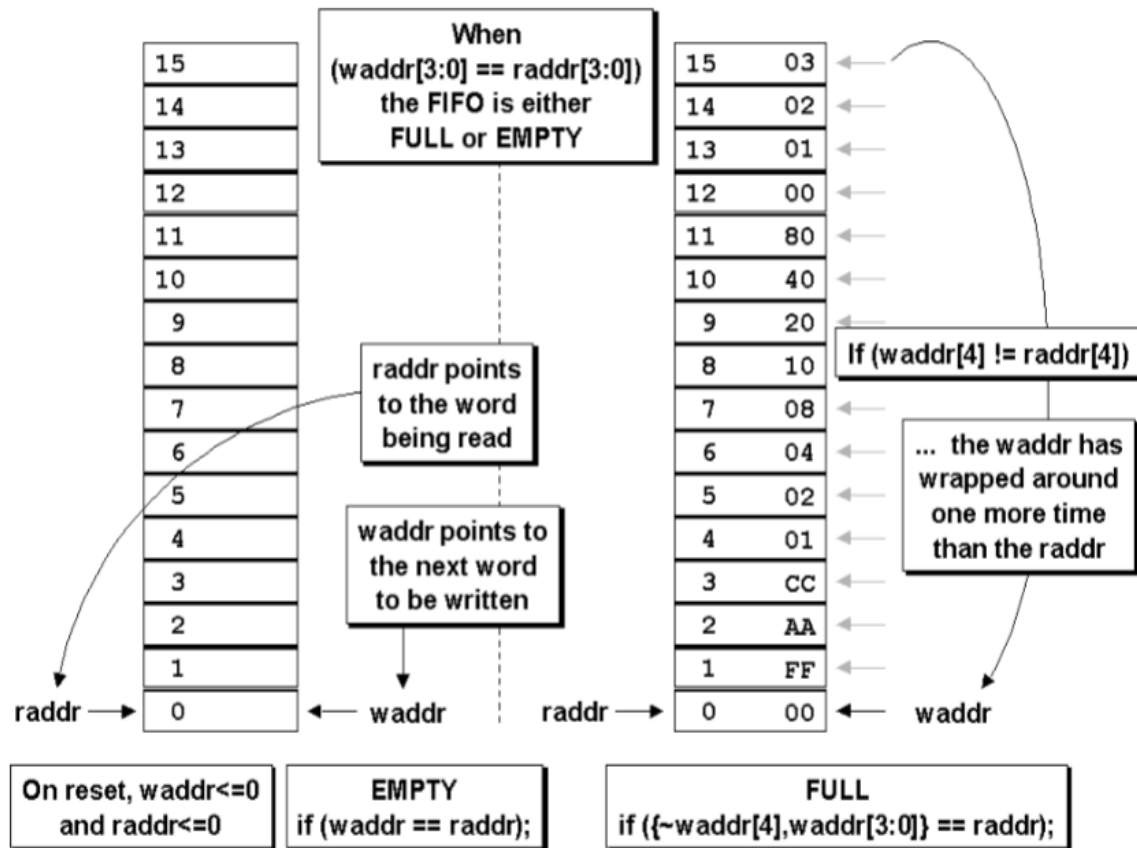 When
(waddr[3:0] == raddr[3:0])
the FIFO is either
FULL or EMPTY
15
14
13
12
11
10
9
8
7
6
5
4
3
2
1
0
raddr points
to the word
being read
waddr points to
the next word
to be written
raddr
waddr
15 03
14 02
13 01
12 00
11 80
10 40
9 20
8 10
7 08
6 04
5 02
4 01
3 CC
2 AA
1 FF
0 00
If (waddr[4] != raddr[4])
... the waddr has
wrapped around
one more time
than the raddr
raddr
waddr
On reset, waddr<=0
and raddr<=0
EMPTY
if (waddr == raddr);
FULL
if ({~waddr[4],waddr[3:0]} == raddr);